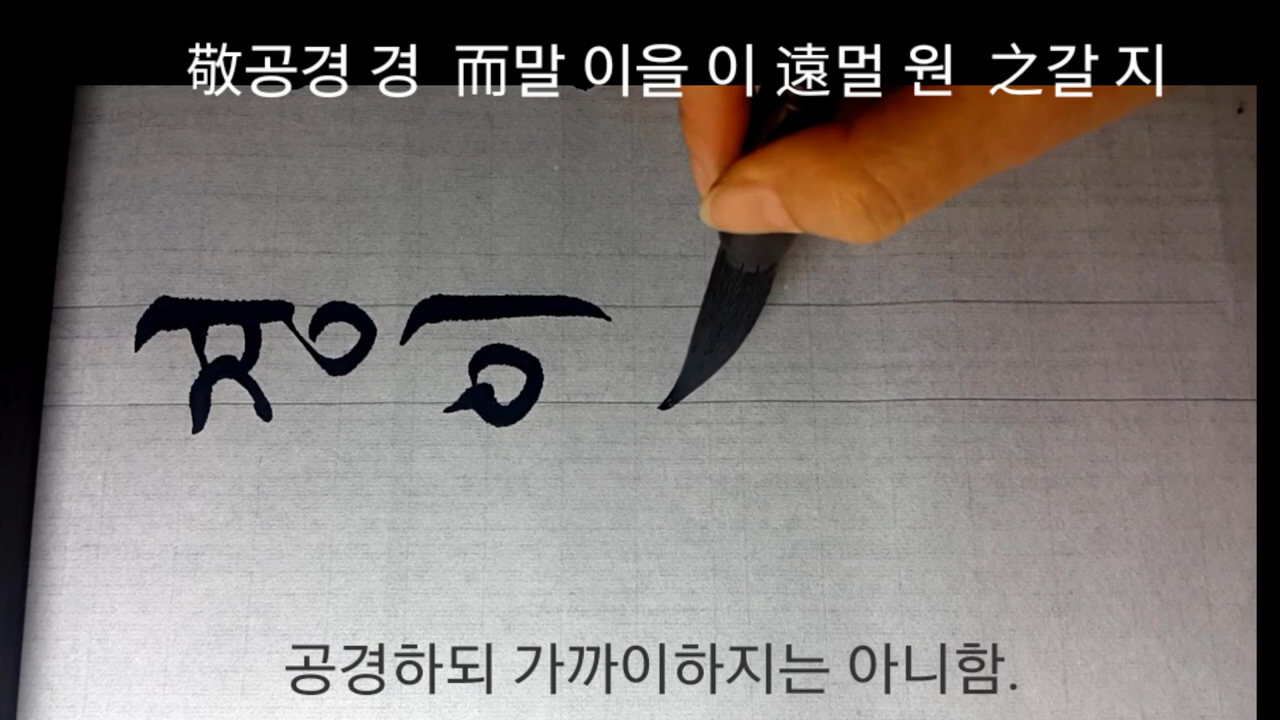 敬공경 경 而말 이을 이 遠멀 원 之갈 지
공경하되 가까이하지는 아니함.